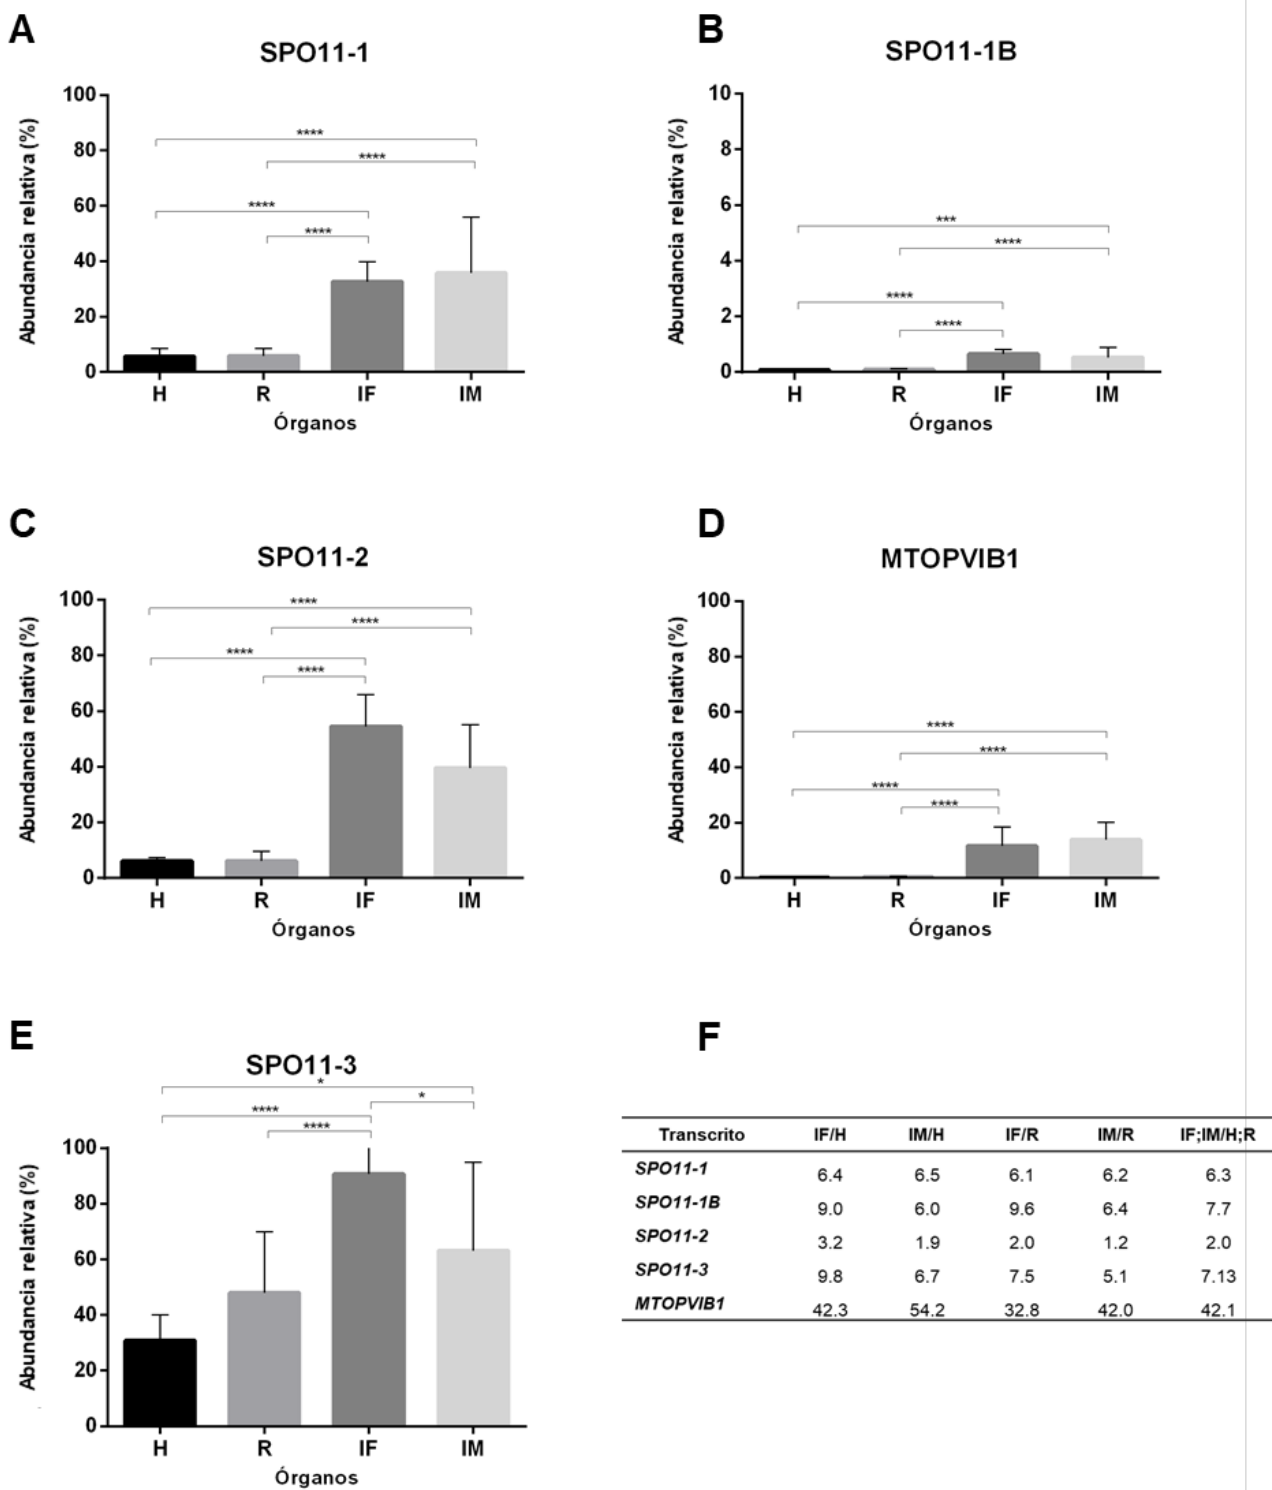 A
SPO11-1
Abundancia relativa (%)
100
80
60
40
20
0
****
****
****
****
H R IF IM
Órganos
B
SPO11-1B
Abundancia relativa (%)
10
8
6
4
2
0
***
****
****
****
H R IF IM
Órganos
C
SPO11-2
Abundancia relativa (%)
100
80
60
40
20
0
****
****
****
****
H R IF IM
Órganos
D
MTOPVIB1
Abundancia relativa (%)
100
80
60
40
20
0
****
****
****
****
H R IF IM
Órganos
E
SPO11-3
Abundancia relativa (%)
100
80
60
40
20
0
*
*
****
****
H R IF IM
Órganos
F
Transcrito IF/H IM/H IF/R IM/R IF;IM/H;R
SPO11-1 6.4 6.5 6.1 6.2 6.3
SPO11-1B 9.0 6.0 9.6 6.4 7.7
SPO11-2 3.2 1.9 2.0 1.2 2.0
SPO11-3 9.8 6.7 7.5 5.1 7.13
MTOPVIB1 42.3 54.2 32.8 42.0 42.1